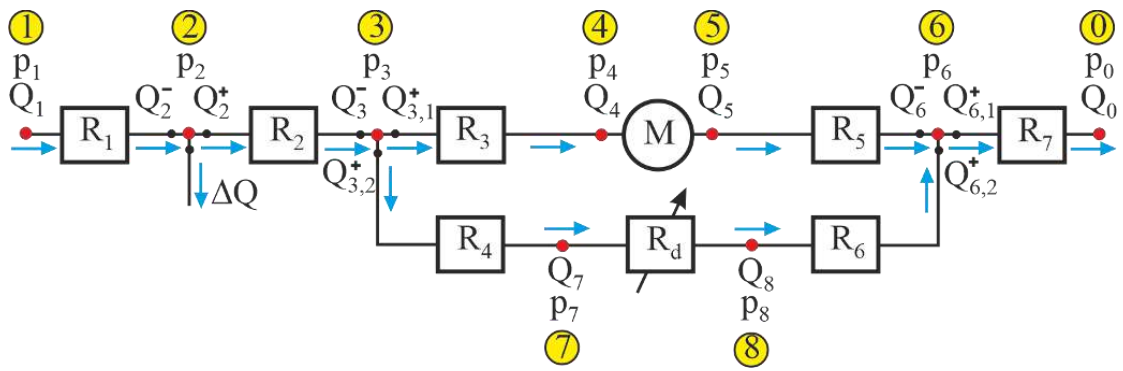 1 2 3 4 5 6 0
p₁ p₂ p₃ p₄ p₅ p₆ p₀
Q₁ Q₂⁻ Q₂⁺ Q₃⁻ Q₃,₁⁺ Q₄ Q₅ Q₆⁻ Q₆,₁⁺ Q₀
R₁ R₂ R₃ M R₅ R₇
Q₃,₂⁺ Q₆,₂⁺
ΔQ
R₄ R_d R₆
Q₇ Q₈
p₇ p₈
7 8